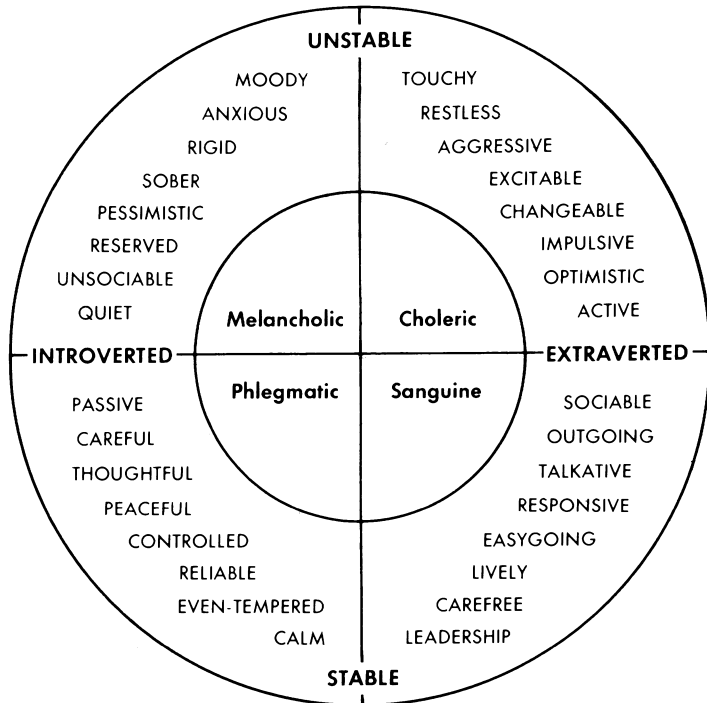 UNSTABLE
MOODY
ANXIOUS
RIGID
SOBER
PESSIMISTIC
RESERVED
UNSOCIABLE
QUIET
TOUCHY
RESTLESS
AGGRESSIVE
EXCITABLE
CHANGEABLE
IMPULSIVE
OPTIMISTIC
ACTIVE
Melancholic
Choleric
INTROVERTED
EXTRAVERTED
Phlegmatic
Sanguine
PASSIVE
CAREFUL
THOUGHTFUL
PEACEFUL
CONTROLLED
RELIABLE
EVEN-TEMPERED
CALM
SOCIABLE
OUTGOING
TALKATIVE
RESPONSIVE
EASYGOING
LIVELY
CAREFREE
LEADERSHIP
STABLE